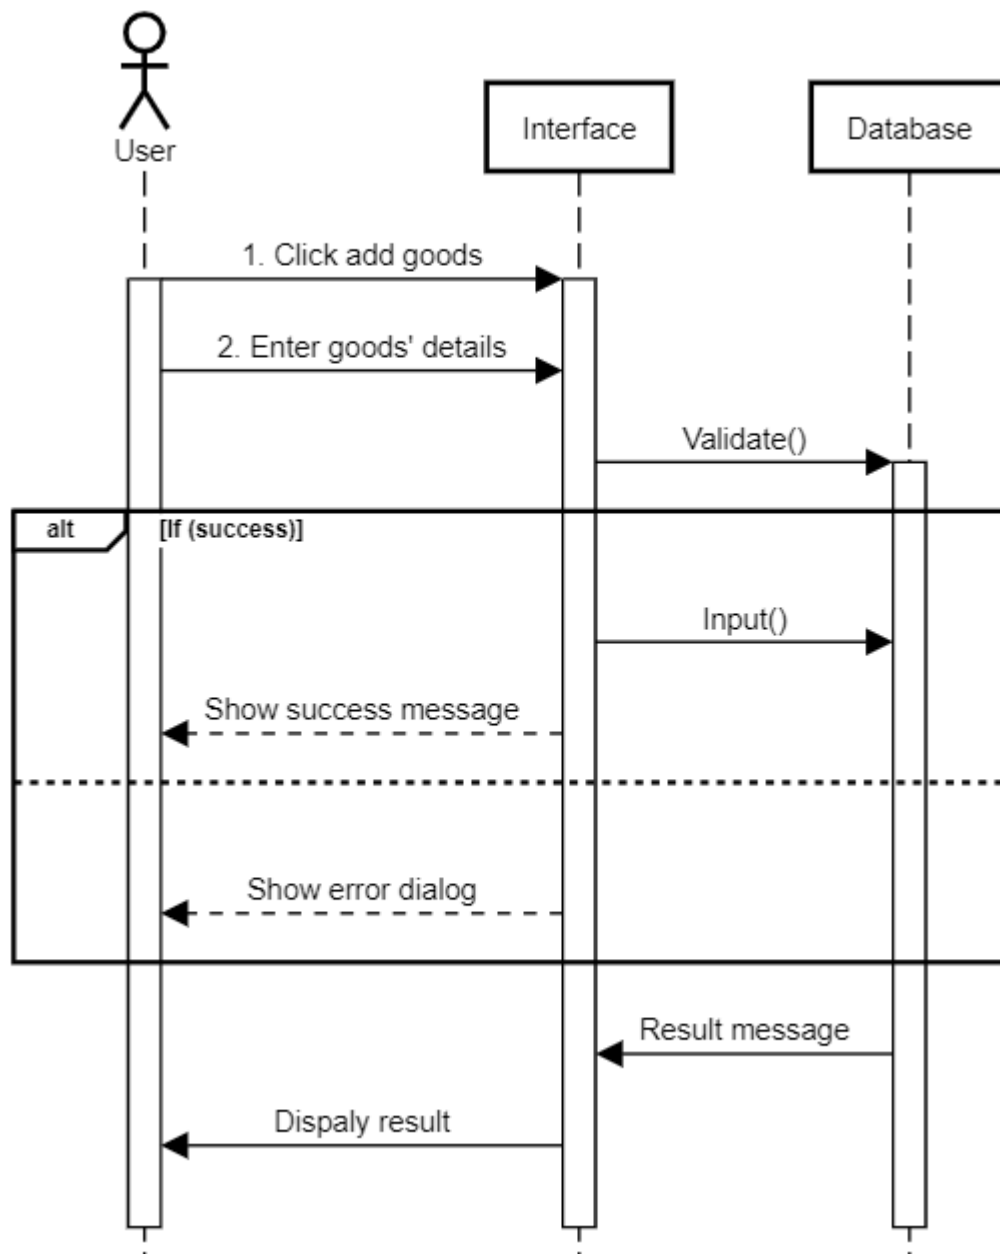 User
Interface
Database
1. Click add goods
2. Enter goods' details
Validate()
alt
[If (success)]
Input()
Show success message
Show error dialog
Result message
Dispaly result